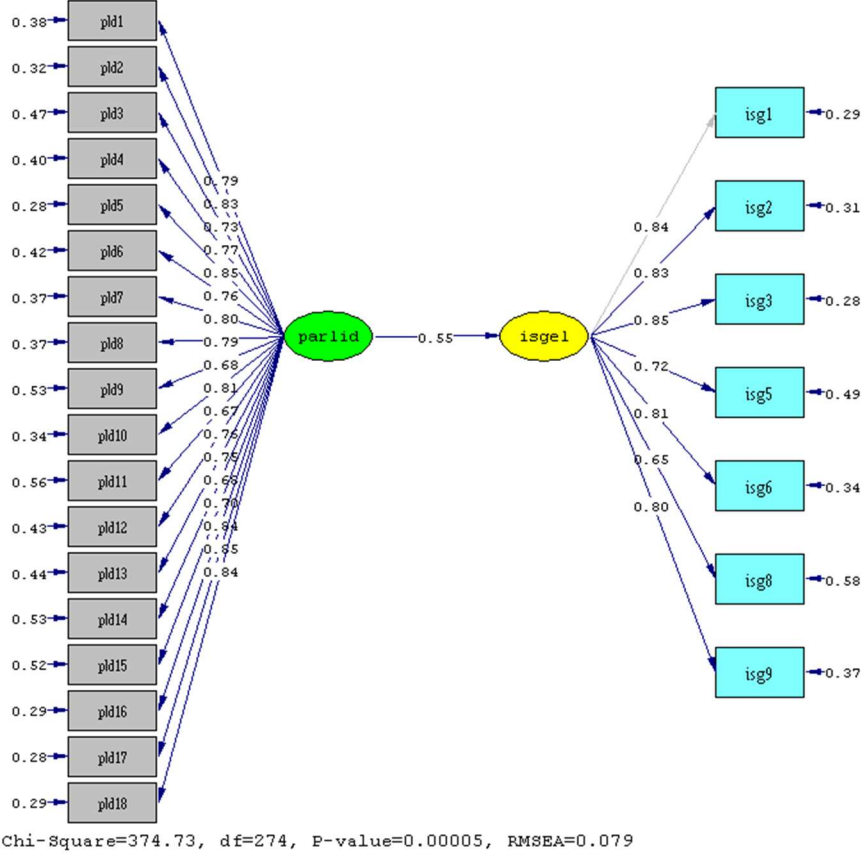 0.38 pld1
0.32 pld2
0.47 pld3
0.40 pld4
0.28 pld5
0.42 pld6
0.37 pld7
0.37 pld8
0.53 pld9
0.34 pld10
0.56 pld11
0.43 pld12
0.44 pld13
0.53 pld14
0.52 pld15
0.29 pld16
0.28 pld17
0.29 pld18
0.79
0.83
0.73
0.77
0.85
0.76
0.80
0.79
0.68
0.81
0.67
0.76
0.75
0.68
0.70
0.84
0.85
0.84
parlid
0.55
isgel
0.84
0.83
0.85
0.72
0.81
0.65
0.80
isg1 0.29
isg2 0.31
isg3 0.28
isg5 0.49
isg6 0.34
isg8 0.58
isg9 0.37
Chi-Square=374.73, df=274, P-value=0.00005, RMSEA=0.079